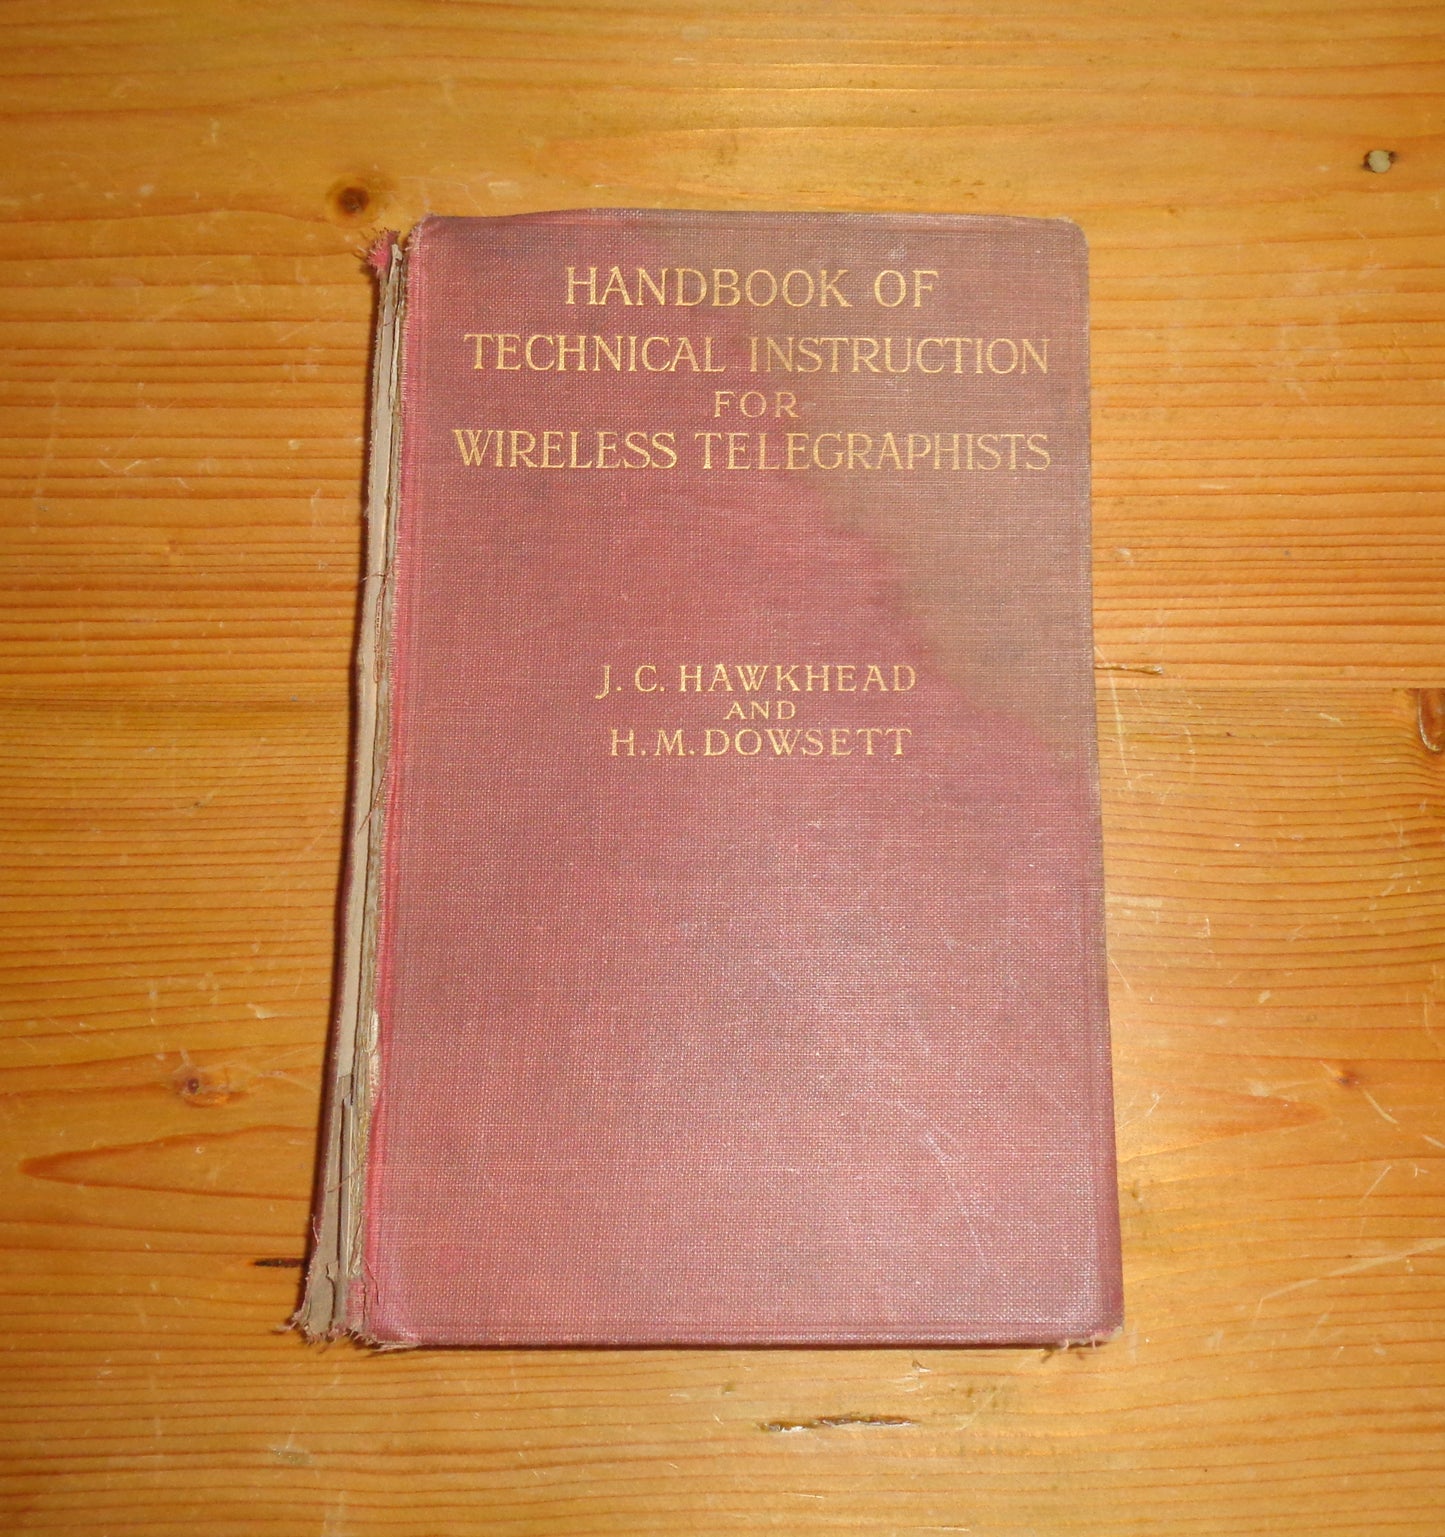 HANDBOOK OF
TECHNICAL INSTRUCTION
FOR
WIRELESS TELEGRAPHISTS
J. C. HAWKHEAD
AND
H. M. DOWSETT